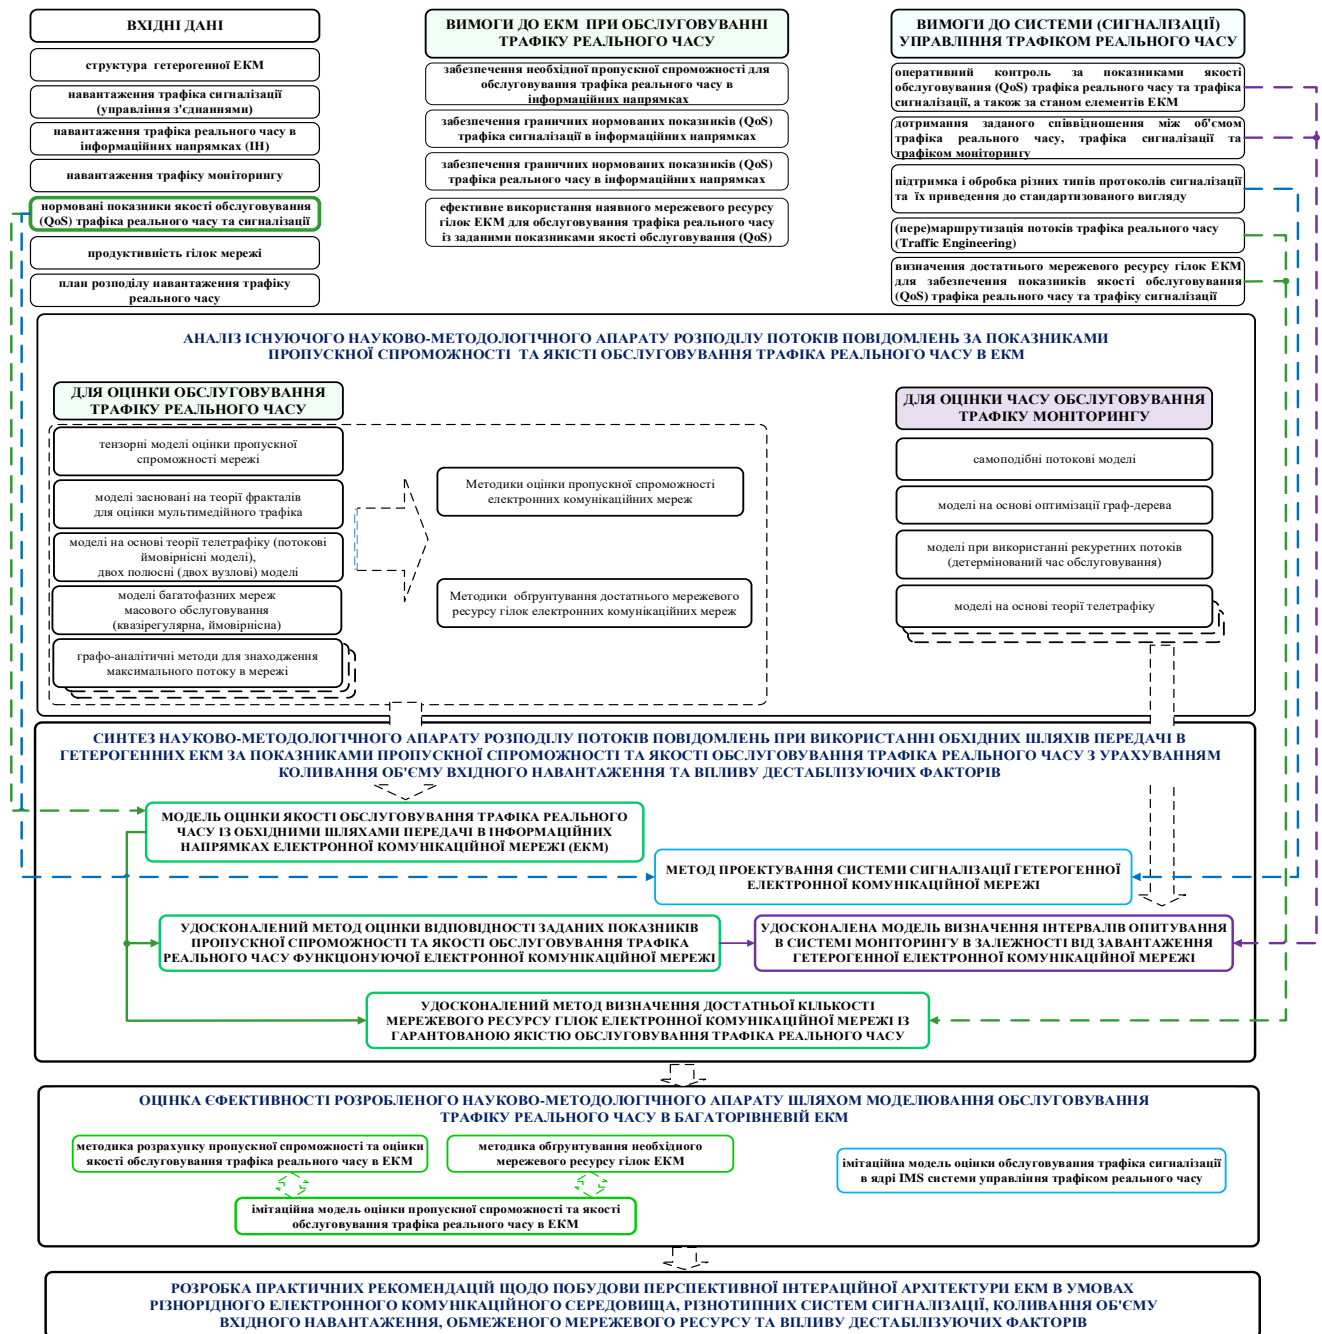 ВХІДНІ ДАНІ
структура гетерогенної ЕКМ
навантаження трафіка сигналізації
(управління з'єднаннями)
навантаження трафіка реального часу в
інформаційних напрямках (ІН)
навантаження трафіку моніторингу
нормовані показники якості обслуговування
(QoS) трафіка реального часу та сигналізації
продуктивність гілок мережі
план розподілу навантаження трафіку
реального часу
ВИМОГИ ДО ЕКМ ПРИ ОБСЛУГОВУВАННІ
ТРАФІКУ РЕАЛЬНОГО ЧАСУ
забезпечення необхідної пропускної спроможності для
обслуговування трафіка реального часу в
інформаційних напрямках
забезпечення граничних нормованих показників (QoS)
трафіка сигналізації в інформаційних напрямках
забезпечення граничних нормованих показників (QoS)
трафіка реального часу в інформаційних напрямках
ефективне використання наявного мережевого ресурсу
гілок ЕКМ для обслуговування трафіка реального часу
із заданими показниками якості обслуговування (QoS)
ВИМОГИ ДО СИСТЕМИ (СИГНАЛІЗАЦІЇ)
УПРАВЛІННЯ ТРАФІКОМ РЕАЛЬНОГО ЧАСУ
оперативний контроль за показниками якості
обслуговування (QoS) трафіка реального часу та трафіка
сигналізації, а також за станом елементів ЕКМ
дотримання заданого співвідношення між об'ємом
трафіка реального часу, трафіка сигналізації та
трафіком моніторингу
підтримка і обробка різних типів протоколів сигналізації
та їх приведення до стандартизованого вигляду
(пере)маршрутизація потоків трафіка реального часу
(Traffic Engineering)
визначення достатнього мережевого ресурсу гілок ЕКМ
для забезпечення показників якості обслуговування
(QoS) трафіка реального часу та трафіку сигналізації
АНАЛІЗ ІСНУЮЧОГО НАУКОВО-МЕТОДОЛОГІЧНОГО АПАРАТУ РОЗПОДІЛУ ПОТОКІВ ПОВІДОМЛЕНЬ ЗА ПОКАЗНИКАМИ
ПРОПУСКНОЇ СПРОМОЖНОСТІ ТА ЯКІСТІ ОБСЛУГОВУВАННЯ ТРАФІКА РЕАЛЬНОГО ЧАСУ В ЕКМ
ДЛЯ ОЦІНКИ ОБСЛУГОВУВАННЯ
ТРАФІКУ РЕАЛЬНОГО ЧАСУ
тензорні моделі оцінки пропускної
спроможності мережі
моделі засновані на теорії фракталів
для оцінки мультимедійного трафіка
моделі на основі теорії телетрафіку (потокові
ймовірнісні моделі),
двох полюсні (двох вузлові) моделі
моделі багатофазних мереж
масового обслуговування
(квазірегулярна, ймовірнісна)
графо-аналітичні методи для знаходження
максимального потоку в мережі
Методики оцінки пропускної спроможності
електронних комунікаційних мереж
Методики обґрунтування достатнього мережевого
ресурсу гілок електронних комунікаційних мереж
ДЛЯ ОЦІНКИ ЧАСУ ОБСЛУГОВУВАННЯ
ТРАФІКУ МОНІТОРИНГУ
самоподібні потокові моделі
моделі на основі оптимізації граф-дерева
моделі при використанні рекуретних потоків
(детермінований час обслуговування)
моделі на основі теорії телетрафіку
СИНТЕЗ НАУКОВО-МЕТОДОЛОГІЧНОГО АПАРАТУ РОЗПОДІЛУ ПОТОКІВ ПОВІДОМЛЕНЬ ПРИ ВИКОРИСТАННІ ОБХІДНИХ ШЛЯХІВ ПЕРЕДАЧІ В
ГЕТЕРОГЕННИХ ЕКМ ЗА ПОКАЗНИКАМИ ПРОПУСКНОЇ СПРОМОЖНОСТІ ТА ЯКОСТІ ОБСЛУГОВУВАННЯ ТРАФІКА РЕАЛЬНОГО ЧАСУ З УРАХУВАННЯМ
КОЛИВАННЯ ОБ'ЄМУ ВХІДНОГО НАВАНТАЖЕННЯ ТА ВПЛИВУ ДЕСТАБІЛІЗУЮЧИХ ФАКТОРІВ
МОДЕЛЬ ОЦІНКИ ЯКОСТІ ОБСЛУГОВУВАННЯ ТРАФІКА РЕАЛЬНОГО
ЧАСУ ІЗ ОБХІДНИМИ ШЛЯХАМИ ПЕРЕДАЧІ В ІНФОРМАЦІЙНИХ
НАПРЯМКАХ ЕЛЕКТРОННОЇ КОМУНІКАЦІЙНОЇ МЕРЕЖІ (ЕКМ)
МЕТОД ПРОЕКТУВАННЯ СИСТЕМИ СИГНАЛІЗАЦІЇ ГЕТЕРОГЕННОЇ
ЕЛЕКТРОННОЇ КОМУНІКАЦІЙНОЇ МЕРЕЖІ
УДОСКОНАЛЕНИЙ МЕТОД ОЦІНКИ ВІДПОВІДНОСТІ ЗАДАНИХ ПОКАЗНИКІВ
ПРОПУСКНОЇ СПРОМОЖНОСТІ ТА ЯКОСТІ ОБСЛУГОВУВАННЯ ТРАФІКА
РЕАЛЬНОГО ЧАСУ ФУНКЦІОНУЮЧОЇ ЕЛЕКТРОННОЇ КОМУНІКАЦІЙНОЇ МЕРЕЖІ
УДОСКОНАЛЕНА МОДЕЛЬ ВИЗНАЧЕННЯ ІНТЕРВАЛІВ ОПИТУВАННЯ
В СИСТЕМІ МОНІТОРИНГУ В ЗАЛЕЖНОСТІ ВІД ЗАВАНТАЖЕННЯ
ГЕТЕРОГЕННОЇ ЕЛЕКТРОННОЇ КОМУНІКАЦІЙНОЇ МЕРЕЖІ
УДОСКОНАЛЕНИЙ МЕТОД ВИЗНАЧЕННЯ ДОСТАТНЬОЇ КІЛЬКОСТІ
МЕРЕЖЕВОГО РЕСУРСУ ГІЛОК ЕЛЕКТРОННОЇ КОМУНІКАЦІЙНОЇ МЕРЕЖІ ІЗ
ГАРАНТОВАНОЮ ЯКІСТЮ ОБСЛУГОВУВАННЯ ТРАФІКА РЕАЛЬНОГО ЧАСУ
ОЦІНКА ЄФЕКТИВНОСТІ РОЗРОБЛЕНОГО НАУКОВО-МЕТОДОЛОГІЧНОГО АПАРАТУ ШЛЯХОМ МОДЕЛЮВАННЯ ОБСЛУГОВУВАННЯ
ТРАФІКУ РЕАЛЬНОГО ЧАСУ В БАГАТОРІВНЕВІЙ ЕКМ
методика розрахунку пропускної спроможності та оцінки
якості обслуговування трафіка реального часу в ЕКМ
методика обґрунтування необхідного
мережевого ресурсу гілок ЕКМ
імітаційна модель оцінки обслуговування трафіка сигналізації
в ядрі IMS системи управління трафіком реального часу
імітаційна модель оцінки пропускної спроможності та якості
обслуговування трафіка реального часу в ЕКМ
РОЗРОБКА ПРАКТИЧНИХ РЕКОМЕНДАЦІЙ ЩОДО ПОБУДОВИ ПЕРСПЕКТИВНОЇ ІНТЕРАЦІЙНОЇ АРХІТЕКТУРИ ЕКМ В УМОВАХ
РІЗНОРІДНОГО ЕЛЕКТРОННОГО КОМУНІКАЦІЙНОГО СЕРЕДОВИЩА, РІЗНОТИПНИХ СИСТЕМ СИГНАЛІЗАЦІЇ, КОЛИВАННЯ ОБ'ЄМУ
ВХІДНОГО НАВАНТАЖЕННЯ, ОБМЕЖЕНОГО МЕРЕЖЕВОГО РЕСУРСУ ТА ВПЛИВУ ДЕСТАБІЛІЗУЮЧИХ ФАКТОРІВ